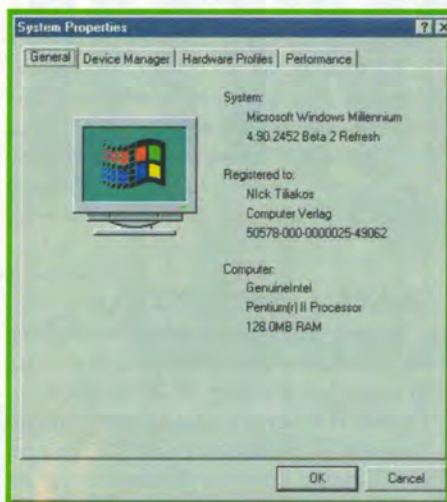 System Properties
General Device Manager Hardware Profiles Performance
System:
Microsoft Windows Millennium
4.90.2452 Beta 2 Refresh
Registered to:
NIck Tiliakos
Computer Verlag
50578-000-0000025-49062
Computer:
GenuineIntel
Pentium(r) II Processor
128.0MB RAM
OK Cancel